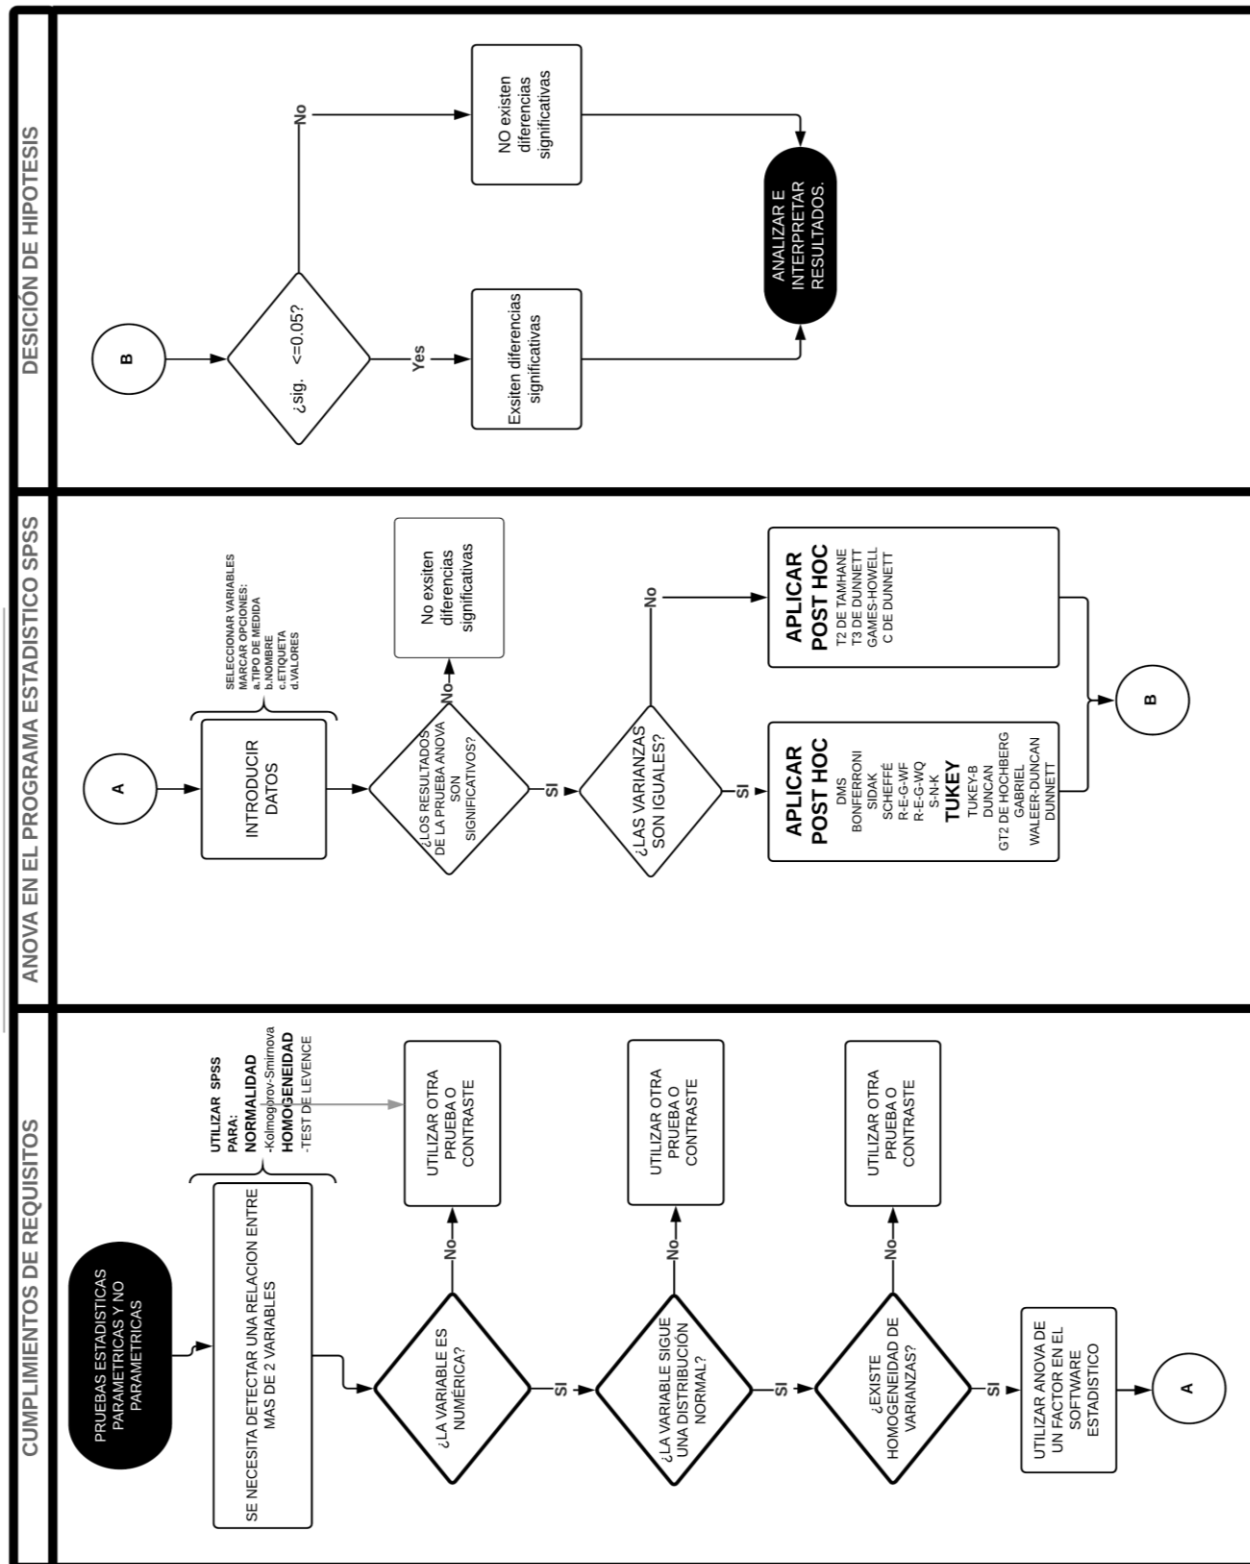 CUMPLIMIENTOS DE REQUISITOS
PRUEBAS ESTADISTICAS
PARAMETRICAS Y NO
PARAMETRICAS
SE NECESITA DETECTAR UNA RELACION ENTRE
MAS DE 2 VARIABLES
UTILIZAR SPSS
PARA:
NORMALIDAD
-Kolmogorov-Smirnova
HOMOGENEIDAD
-TEST DE LEVENCE
¿LA VARIABLE ES
NUMÉRICA?
No
UTILIZAR OTRA
PRUEBA O
CONTRASTE
SI
¿LA VARIABLE SIGUE
UNA DISTRIBUCIÓN
NORMAL?
No
UTILIZAR OTRA
PRUEBA O
CONTRASTE
SI
¿EXISTE
HOMOGENEIDAD DE
VARIANZAS?
No
UTILIZAR OTRA
PRUEBA O
CONTRASTE
SI
UTILIZAR ANOVA DE
UN FACTOR EN EL
SOFTWARE
ESTADISTICO
A
ANOVA EN EL PROGRAMA ESTADISTICO SPSS
A
INTRODUCIR
DATOS
SELECCIONAR VARIABLES
MARCAR OPCIONES:
a.TIPO DE MEDIDA
b.NOMBRE
c.ETIQUETA
d.VALORES
¿LOS RESULTADOS
DE LA PRUEBA ANOVA
SON
SIGNIFICATIVOS?
No
No exsiten
diferencias
significativas
SI
¿LAS VARIANZAS
SON IGUALES?
No
SI
APLICAR
POST HOC
DMS
BONFERRONI
SIDAK
SCHEFFÉ
R-E-G-WF
R-E-G-WQ
S-N-K
TUKEY
TUKEY-B
DUNCAN
GT2 DE HOCHBERG
GABRIEL
WALEER-DUNCAN
DUNNETT
APLICAR
POST HOC
T2 DE TAMHANE
T3 DE DUNNETT
GAMES-HOWELL
C DE DUNNETT
B
DESICIÓN DE HIPOTESIS
B
¿sig. <=0.05?
No
Yes
Exsiten diferencias
significativas
NO existen
diferencias
significativas
ANALIZAR E
INTERPRETAR
RESULTADOS.